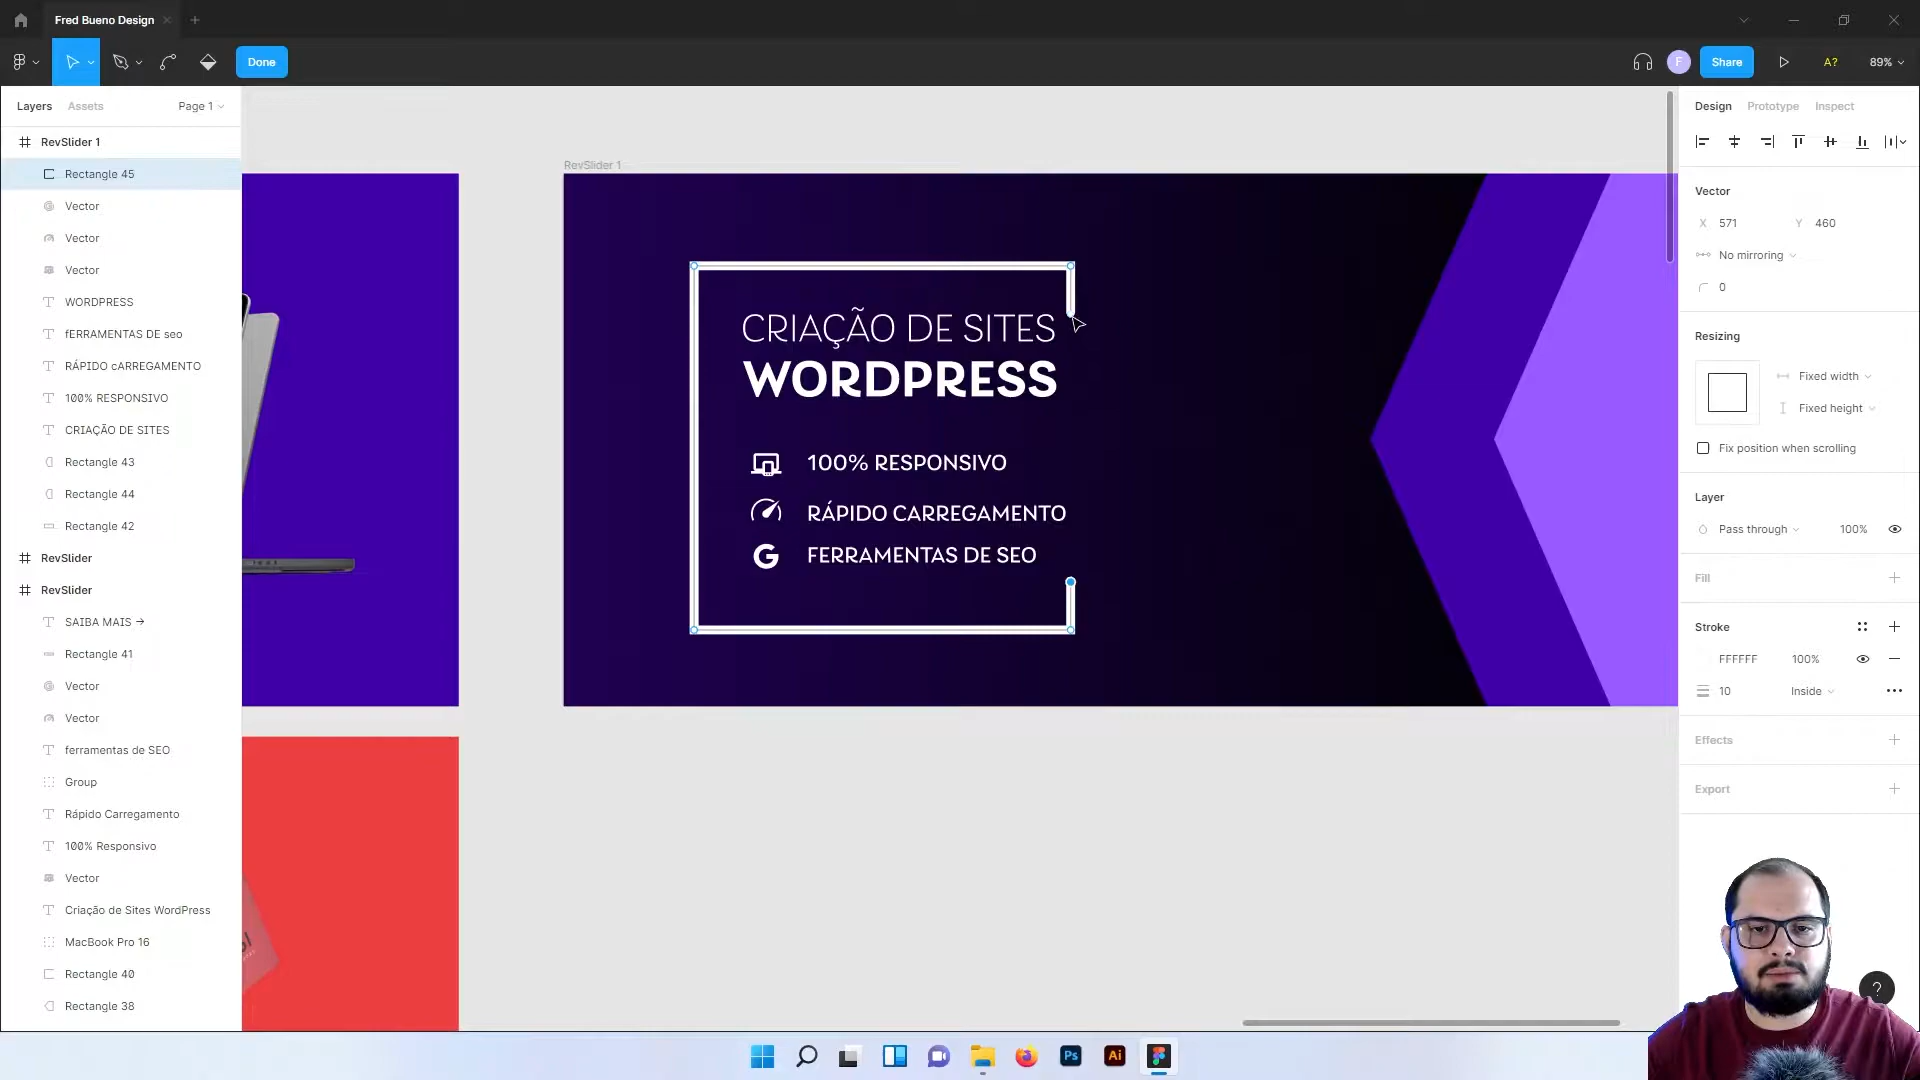 Fred Bueno Design
Done
F
Share
A?
89%
Layers
Assets
Page 1
Design
Prototype
Inspect
RevSlider 1
Rectangle 45
Vector
Vector
Vector
WORDPRESS
fERRAMENTAS DE seo
RÁPIDO cARREGAMENTO
100% RESPONSIVO
CRIAÇÃO DE SITES
Rectangle 43
Rectangle 44
Rectangle 42
RevSlider
RevSlider
SAIBA MAIS →
Rectangle 41
Vector
Vector
ferramentas de SEO
Group
Rápido Carregamento
100% Responsivo
Vector
Criação de Sites WordPress
MacBook Pro 16
Rectangle 40
Rectangle 38
RevSlider 1
CRIAÇÃO DE SITES
WORDPRESS
100% RESPONSIVO
RÁPIDO CARREGAMENTO
G FERRAMENTAS DE SEO
Vector
X 571
Y 460
No mirroring
0
Resizing
Fixed width
Fixed height
Fix position when scrolling
Layer
Pass through
100%
Fill
Stroke
FFFFFF
100%
10
Inside
Effects
Export
?
Ps
Ai